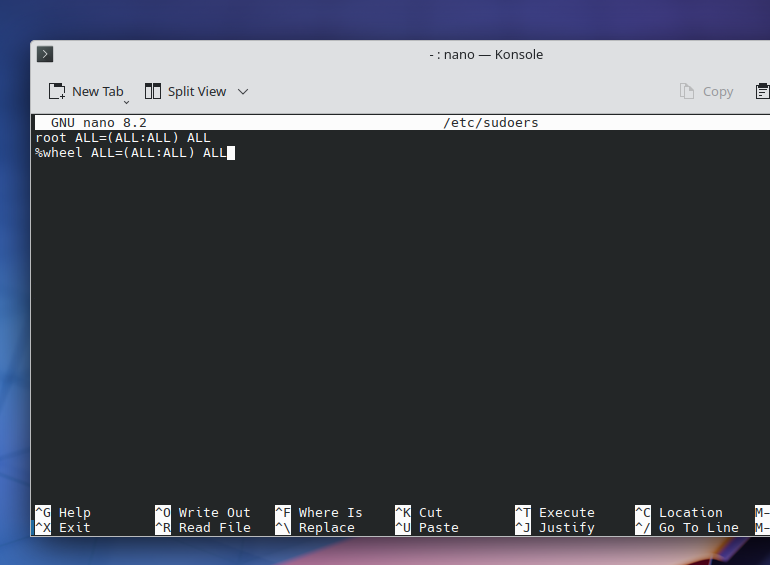 - : nano — Konsole
New Tab Split View Copy
GNU nano 8.2 /etc/sudoers
root ALL=(ALL:ALL) ALL
%wheel ALL=(ALL:ALL) ALL
^G Help ^O Write Out ^F Where Is ^K Cut ^T Execute ^C Location M-
^X Exit ^R Read File ^\ Replace ^U Paste ^J Justify ^/ Go To Line M-